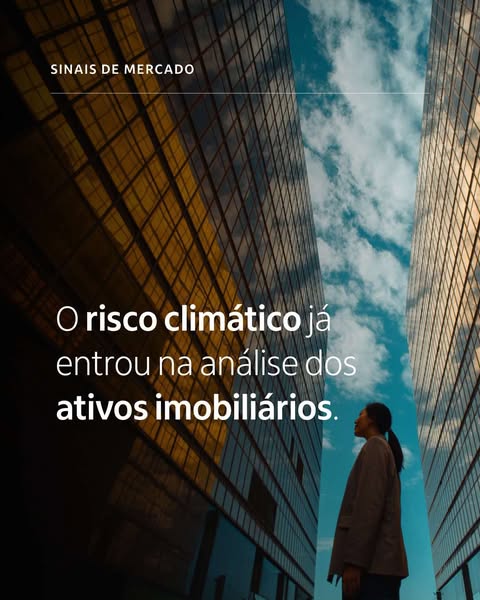 SINAIS DE MERCADO
O risco climático já
entrou na análise dos
ativos imobiliários.